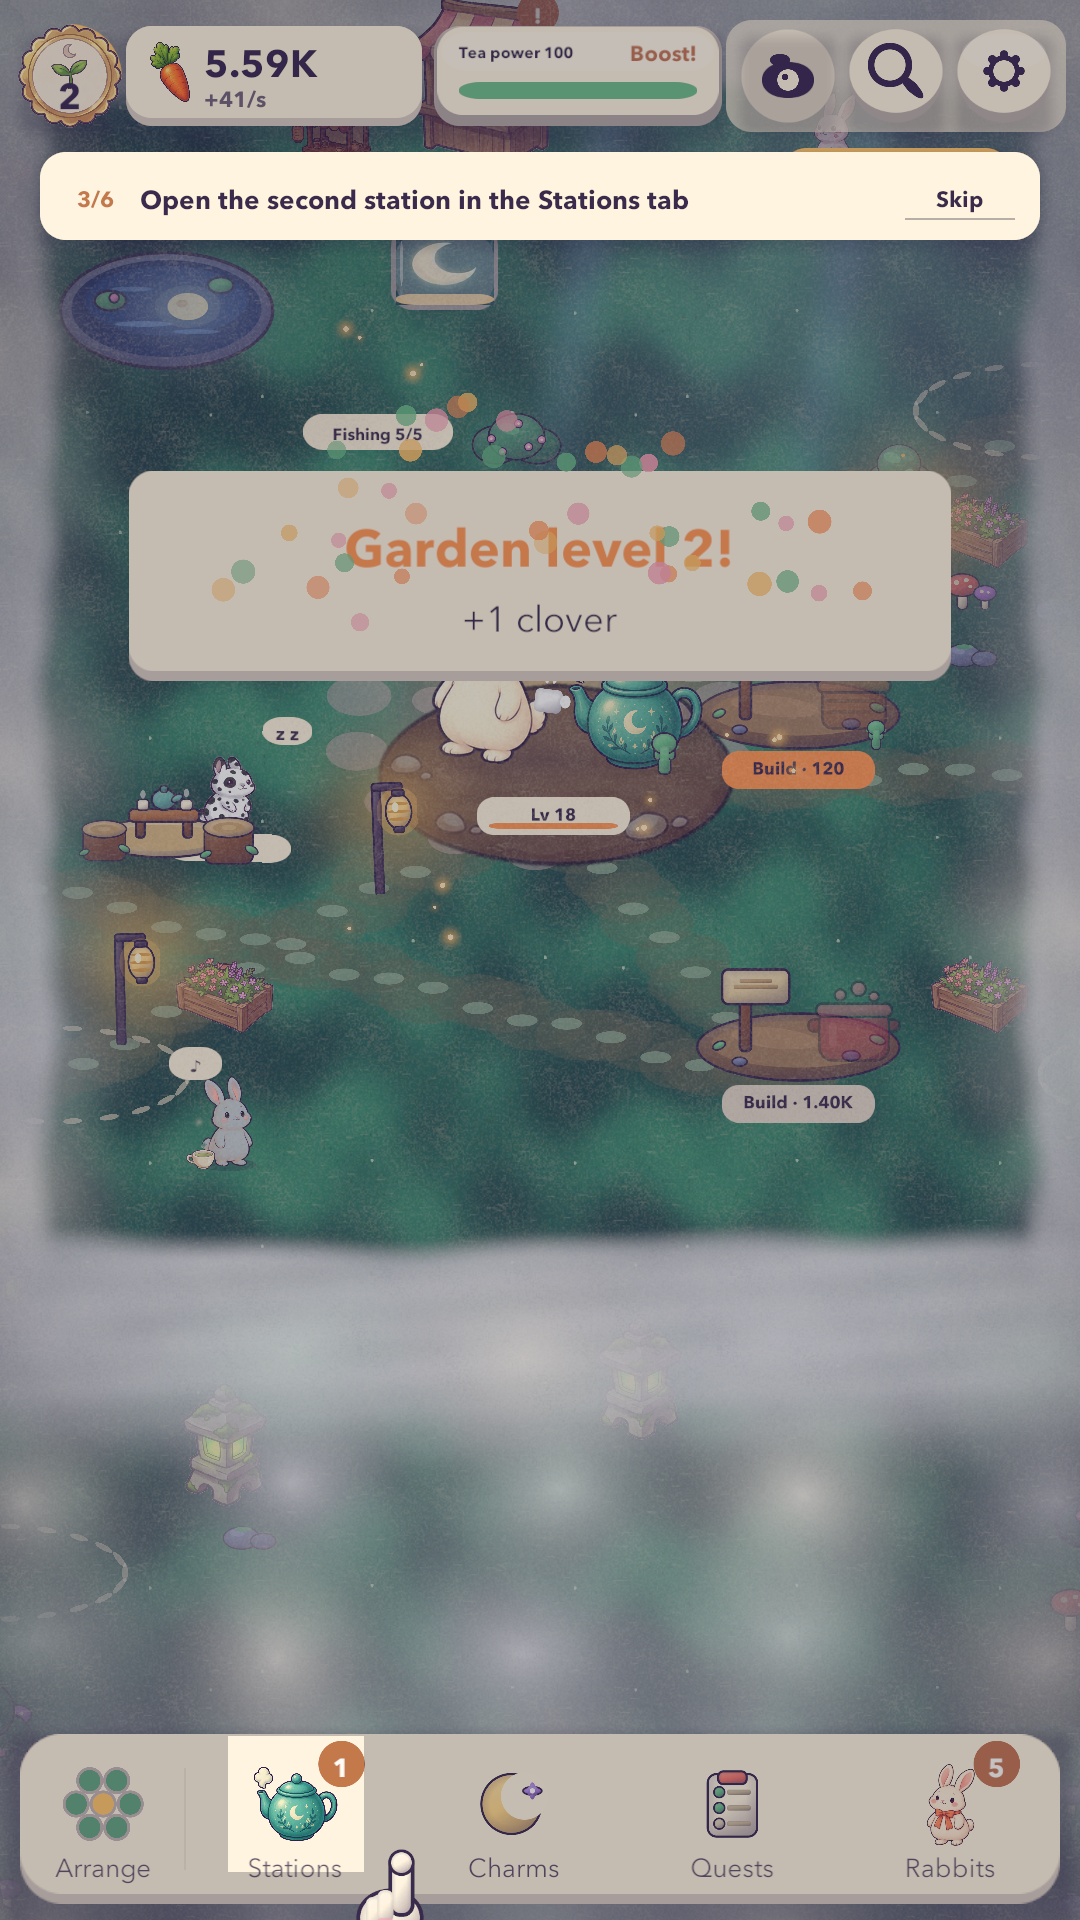 2
5.59K
+41/s
Tea power 100
Boost!
!
3/6
Open the second station in the Stations tab
Skip
Fishing 5/5
Garden level 2!
+1 clover
z z
Build · 120
Lv 18
♪
Build · 1.40K
1
5
Arrange
Stations
Charms
Quests
Rabbits